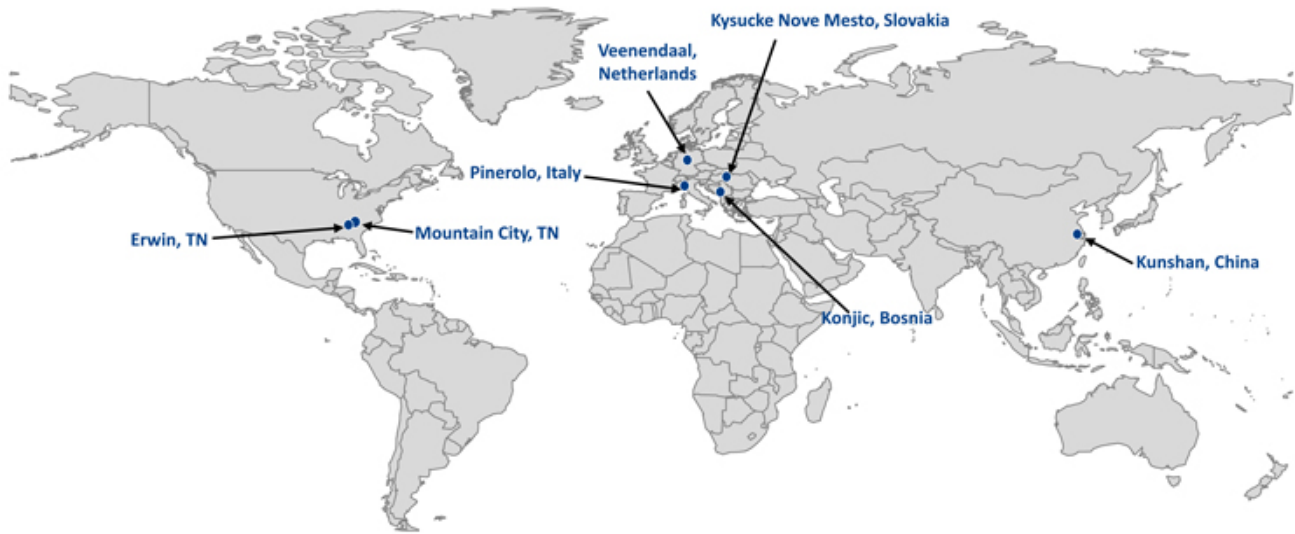 Kysucke Nove Mesto, Slovakia
Veenendaal,
Netherlands
Pinerolo, Italy
Erwin, TN
Mountain City, TN
Kunshan, China
Konjic, Bosnia